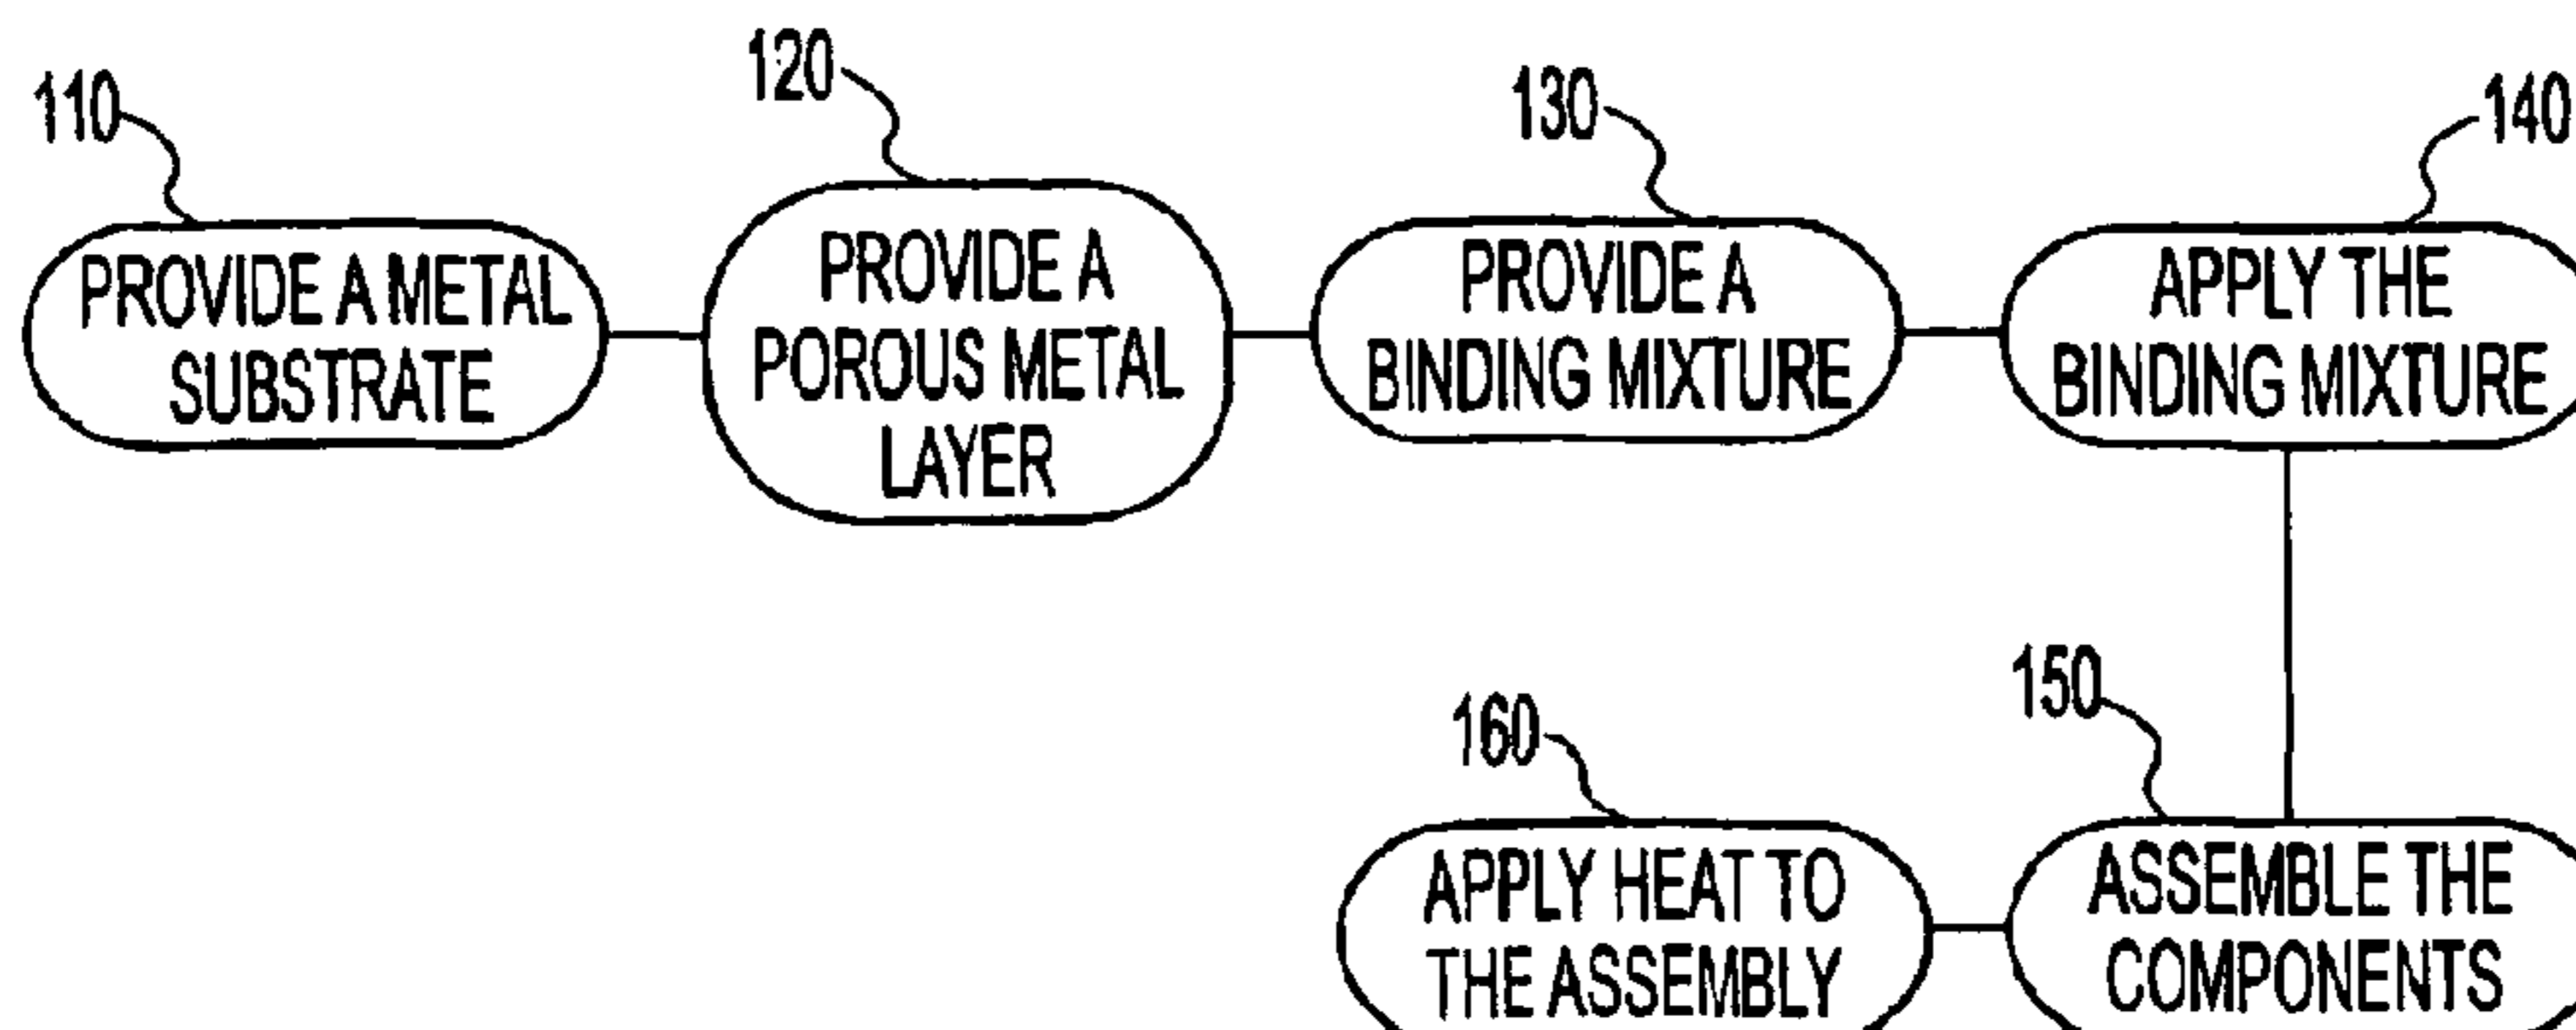 110
120
130
140
PROVIDE A METAL
SUBSTRATE
PROVIDE A
POROUS METAL
LAYER
PROVIDE A
BINDING MIXTURE
APPLY THE
BINDING MIXTURE
150
160
APPLY HEAT TO
THE ASSEMBLY
ASSEMBLE THE
COMPONENTS